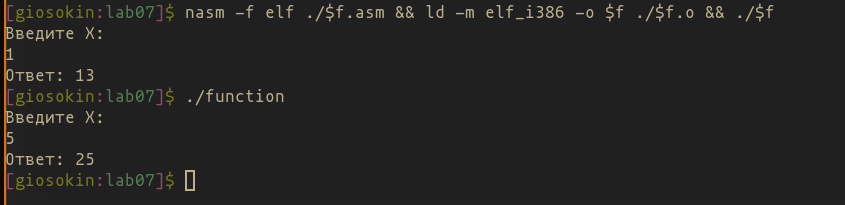 [giosokin:lab07]$ nasm -f elf ./$f.asm && ld -m elf_i386 -o $f ./$f.o && ./$f
Введите X:
1
Ответ: 13
[giosokin:lab07]$ ./function
Введите X:
5
Ответ: 25
[giosokin:lab07]$